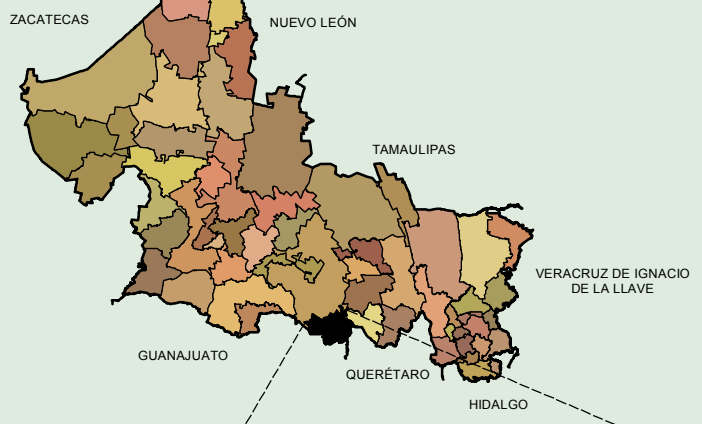 ZACATECAS
NUEVO LEÓN
TAMAULIPAS
VERACRUZ DE IGNACIO
DE LA LLAVE
GUANAJUATO
QUERÉTARO
HIDALGO